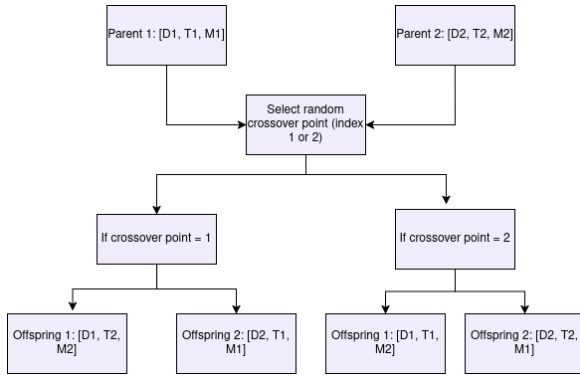 Parent 1: [D1, T1, M1]
Parent 2: [D2, T2, M2]
Select random
crossover point (index
1 or 2)
If crossover point = 1
If crossover point = 2
Offspring 1: [D1, T2,
M2]
Offspring 2: [D2, T1,
M1]
Offspring 1: [D1, T1,
M2]
Offspring 2: [D2, T2,
M1]